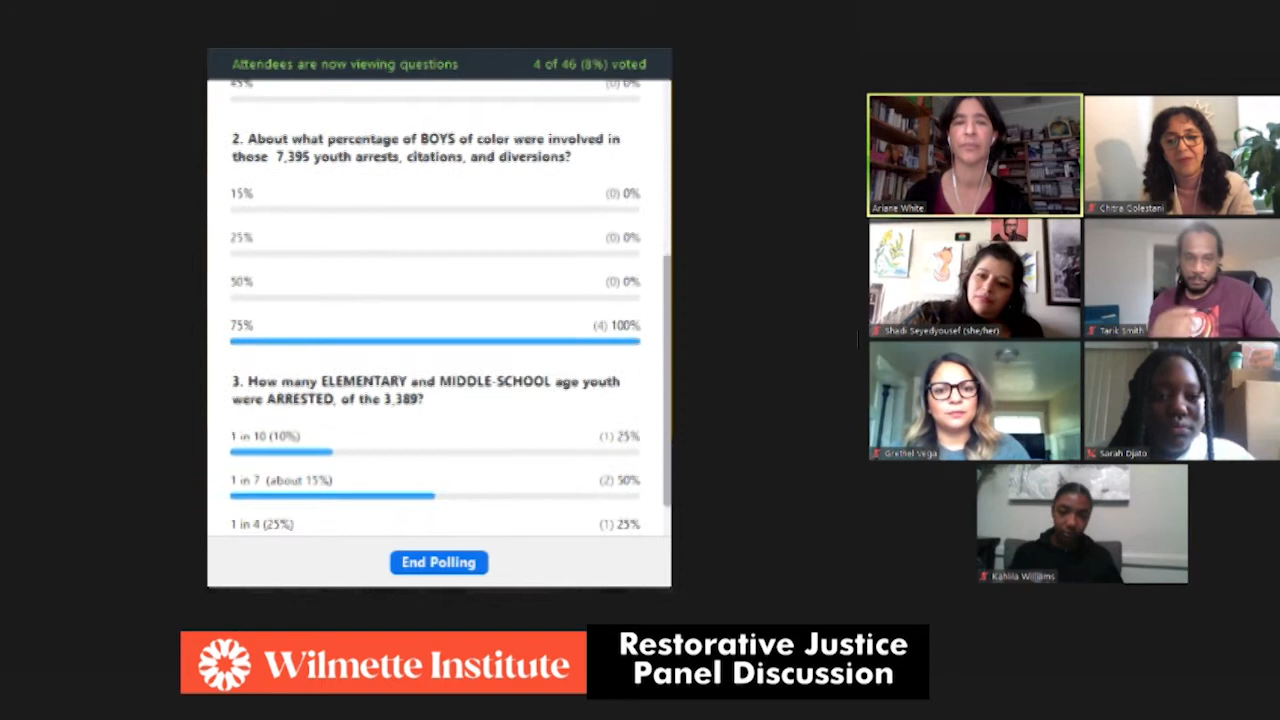 Attendees are now viewing questions 4 of 46 (8%) voted
45% (0) 0%
2. About what percentage of BOYS of color were involved in
those 7,395 youth arrests, citations, and diversions?
15% (0) 0%
25% (0) 0%
50% (0) 0%
75% (4) 100%
3. How many ELEMENTARY and MIDDLE-SCHOOL age youth
were ARRESTED, of the 3,389?
1 in 10 (10%) (1) 25%
1 in 7 (about 15%) (2) 50%
1 in 4 (25%) (1) 25%
End Polling
Ariane White
Chitra Golestani
Shadi Seyedyousef (she/her)
Tarik Smith
Grethel Vega
Sarah Djato
Kahlila Williams
Wilmette Institute
Restorative Justice
Panel Discussion